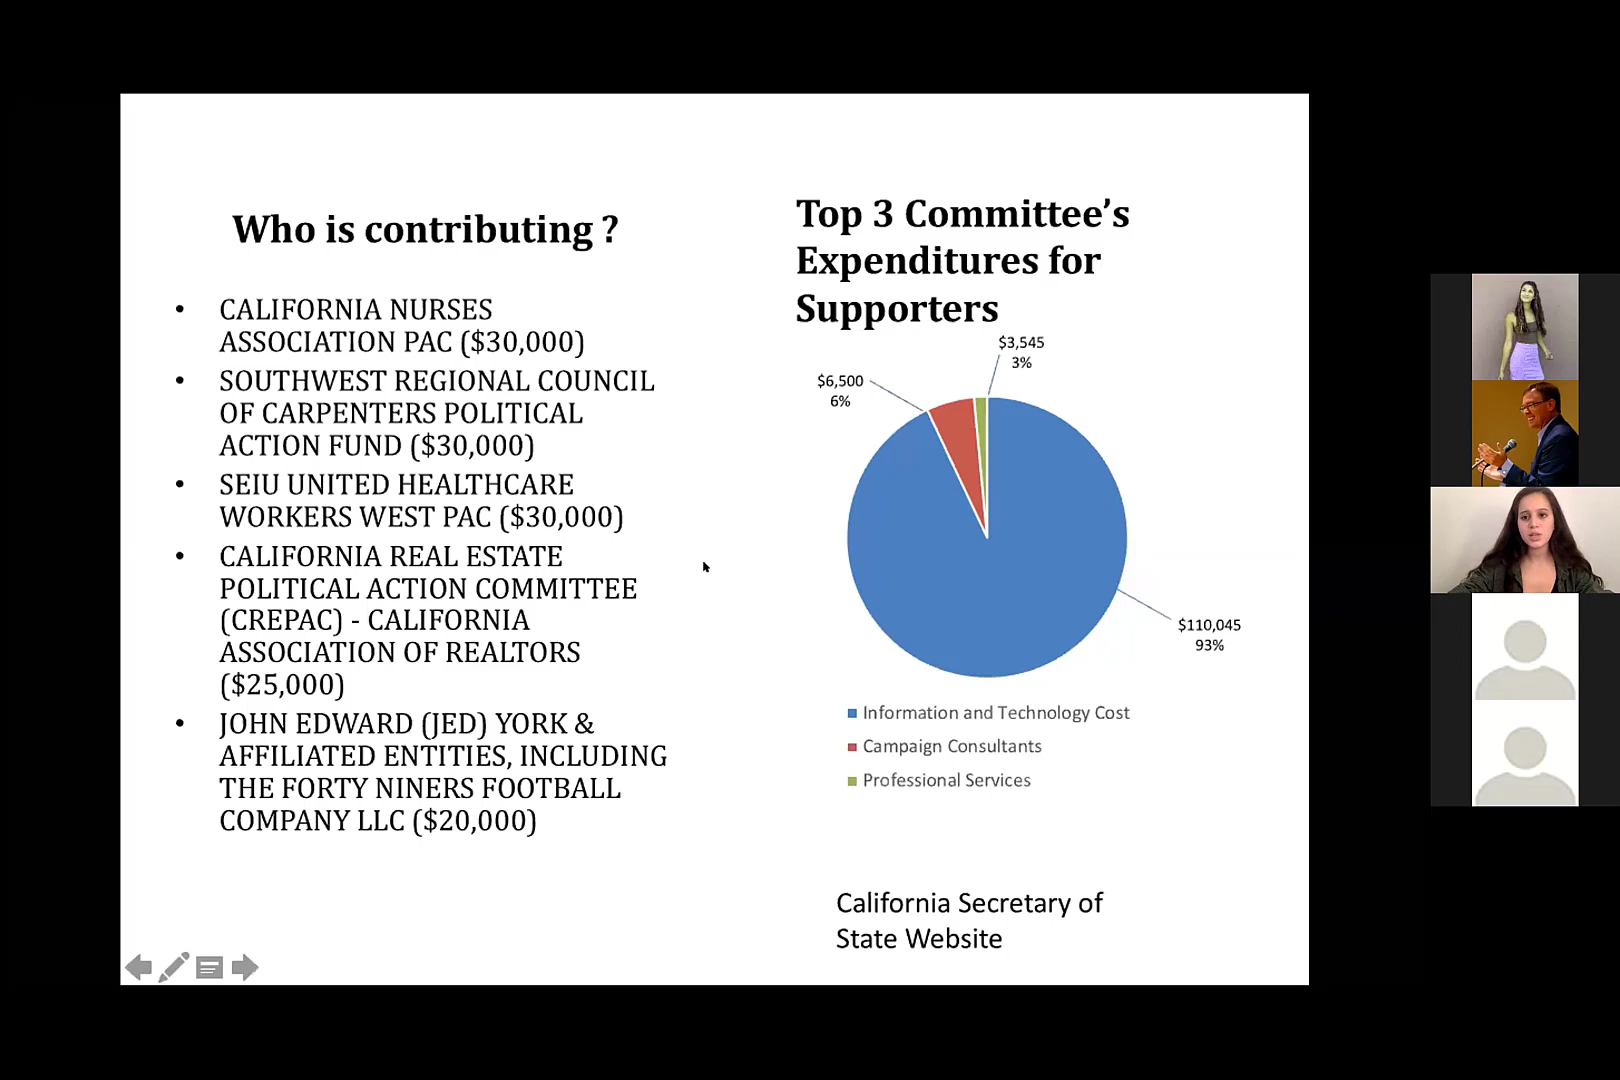 Who is contributing ?
• CALIFORNIA NURSES
ASSOCIATION PAC ($30,000)
• SOUTHWEST REGIONAL COUNCIL
OF CARPENTERS POLITICAL
ACTION FUND ($30,000)
• SEIU UNITED HEALTHCARE
WORKERS WEST PAC ($30,000)
• CALIFORNIA REAL ESTATE
POLITICAL ACTION COMMITTEE
(CREPAC) - CALIFORNIA
ASSOCIATION OF REALTORS
($25,000)
• JOHN EDWARD (JED) YORK &
AFFILIATED ENTITIES, INCLUDING
THE FORTY NINERS FOOTBALL
COMPANY LLC ($20,000)
Top 3 Committee’s
Expenditures for
Supporters
$3,545
3%
$6,500
6%
$110,045
93%
Information and Technology Cost
Campaign Consultants
Professional Services
California Secretary of
State Website